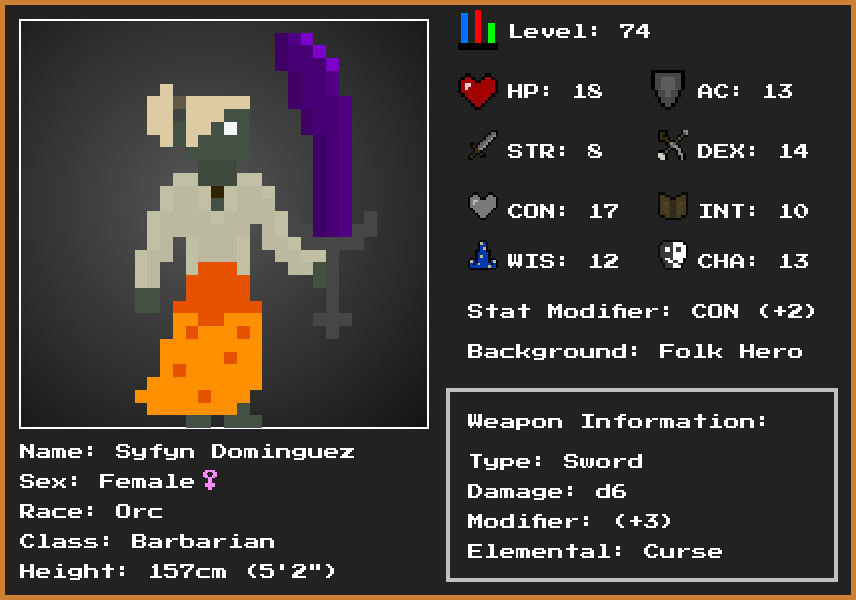 Level: 74
HP: 18
AC: 13
STR: 8
DEX: 14
CON: 17
INT: 10
WIS: 12
CHA: 13
Stat Modifier: CON (+2)
Background: Folk Hero
Weapon Information:
Type: Sword
Damage: d6
Modifier: (+3)
Elemental: Curse
Name: Syfyn Dominguez
Sex: Female♀
Race: Orc
Class: Barbarian
Height: 157cm (5'2")